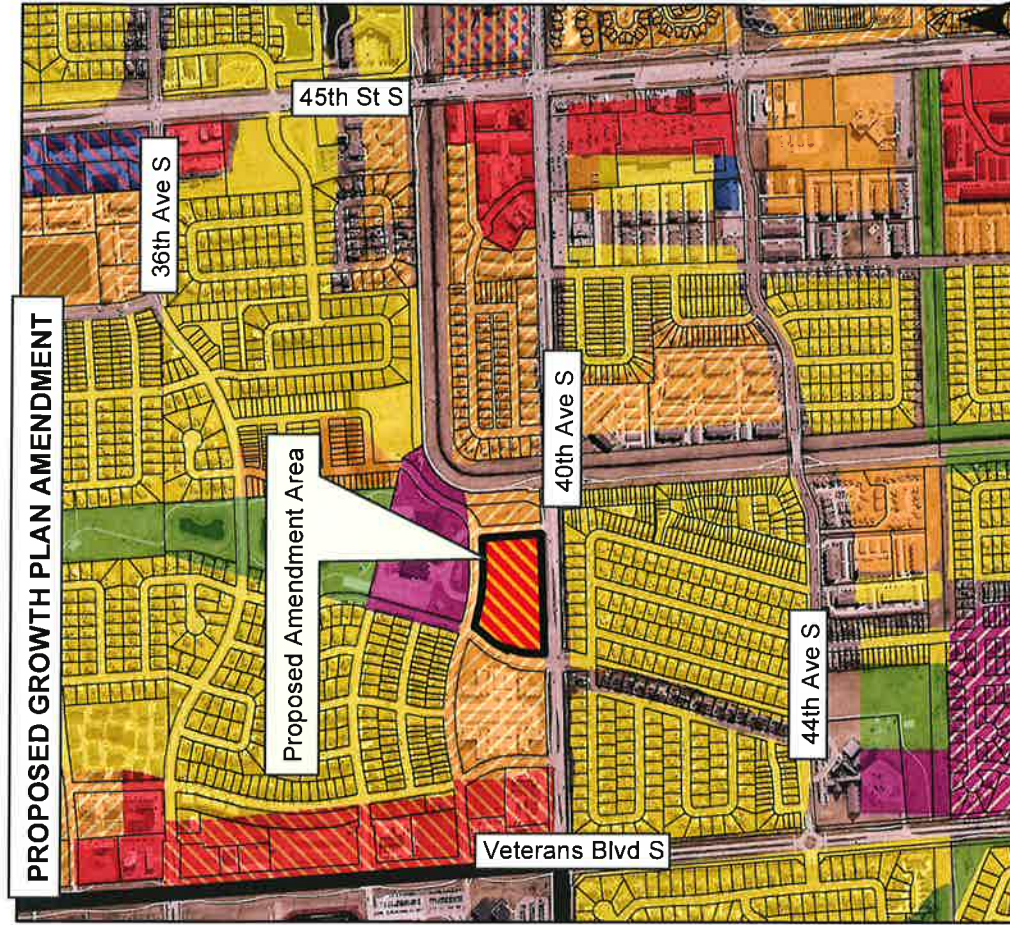 PROPOSED GROWTH PLAN AMENDMENT
36th Ave S
45th St S
Proposed Amendment Area
40th Ave S
44th Ave S
Veterans Blvd S